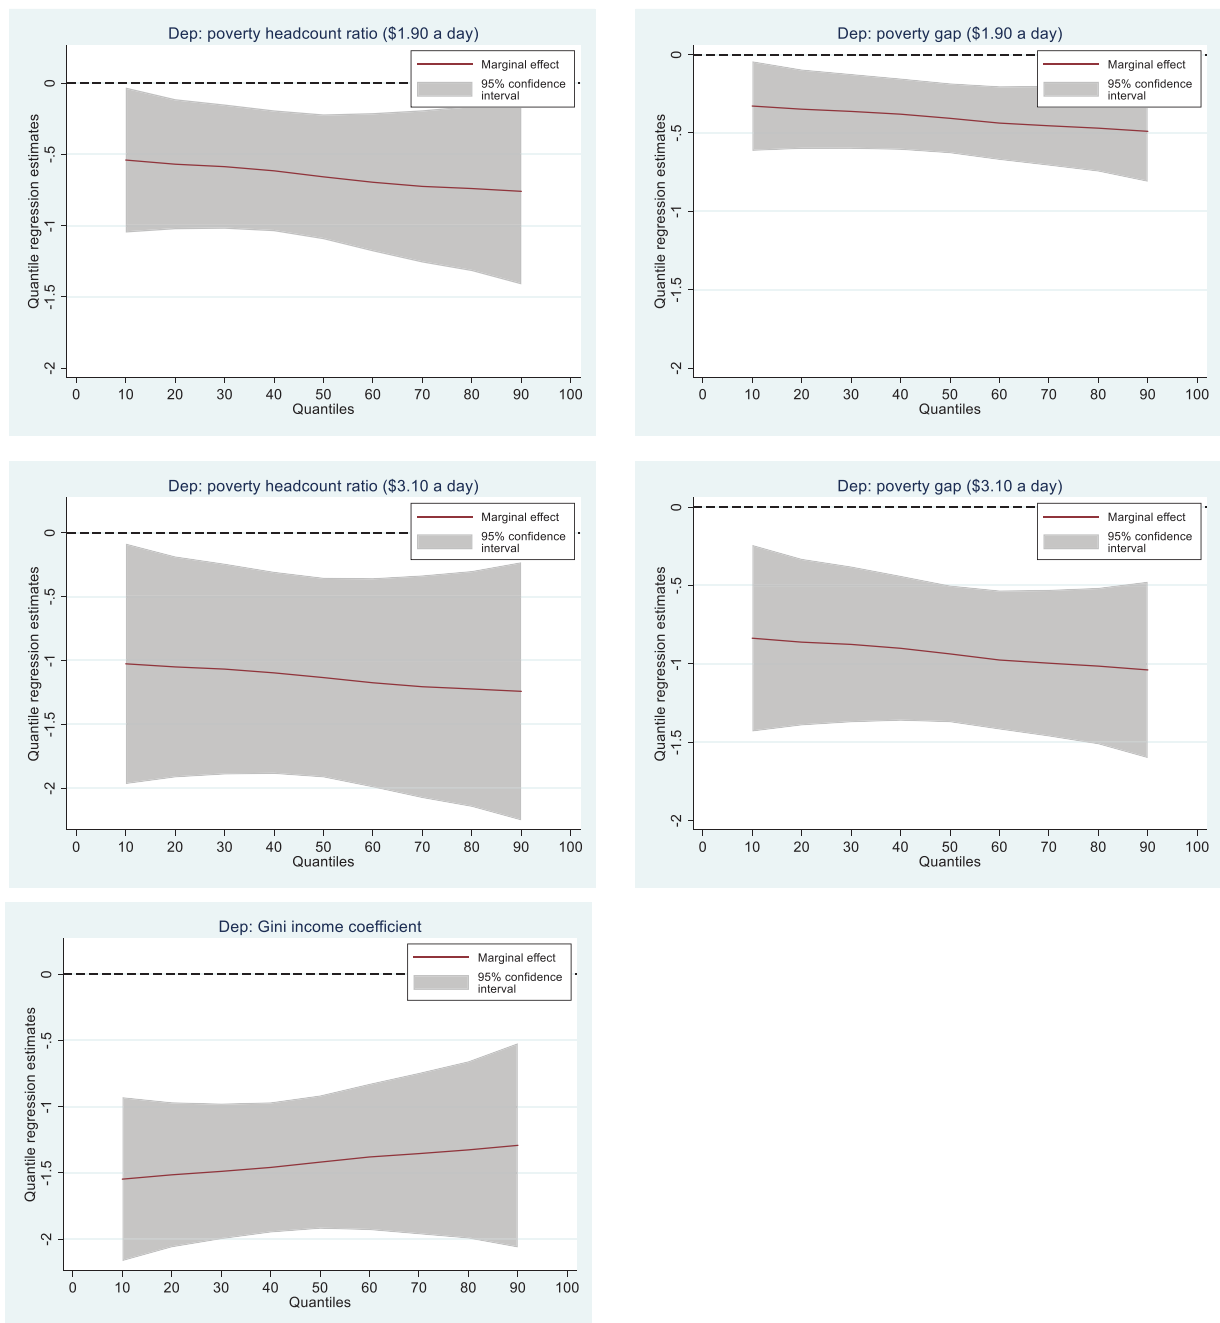 Dep: poverty headcount ratio ($1.90 a day)
Marginal effect
95% confidence
interval
Quantile regression estimates
0
-.5
-1
-1.5
-2
0 10 20 30 40 50 60 70 80 90 100
Quantiles
Dep: poverty gap ($1.90 a day)
Marginal effect
95% confidence
interval
Quantile regression estimates
0
-.5
-1
-1.5
-2
0 10 20 30 40 50 60 70 80 90 100
Quantiles
Dep: poverty headcount ratio ($3.10 a day)
Marginal effect
95% confidence
interval
Quantile regression estimates
0
-.5
-1
-1.5
-2
0 10 20 30 40 50 60 70 80 90 100
Quantiles
Dep: poverty gap ($3.10 a day)
Marginal effect
95% confidence
interval
Quantile regression estimates
0
-.5
-1
-1.5
-2
0 10 20 30 40 50 60 70 80 90 100
Quantiles
Dep: Gini income coefficient
Marginal effect
95% confidence
interval
Quantile regression estimates
0
-.5
-1
-1.5
-2
0 10 20 30 40 50 60 70 80 90 100
Quantiles